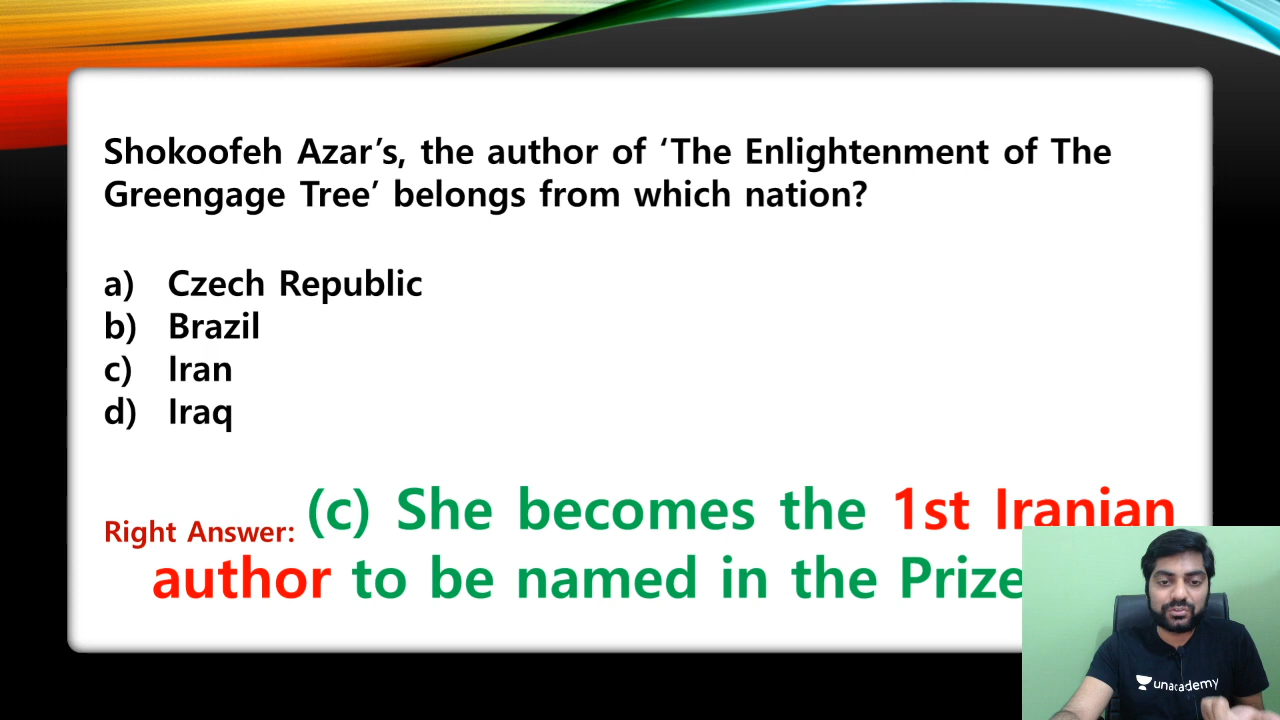 Shokoofeh Azar’s, the author of ‘The Enlightenment of The
Greengage Tree’ belongs from which nation?
a) Czech Republic
b) Brazil
c) Iran
d) Iraq
Right Answer: (c) She becomes the 1st Iranian
author to be named in the Prize
unacademy